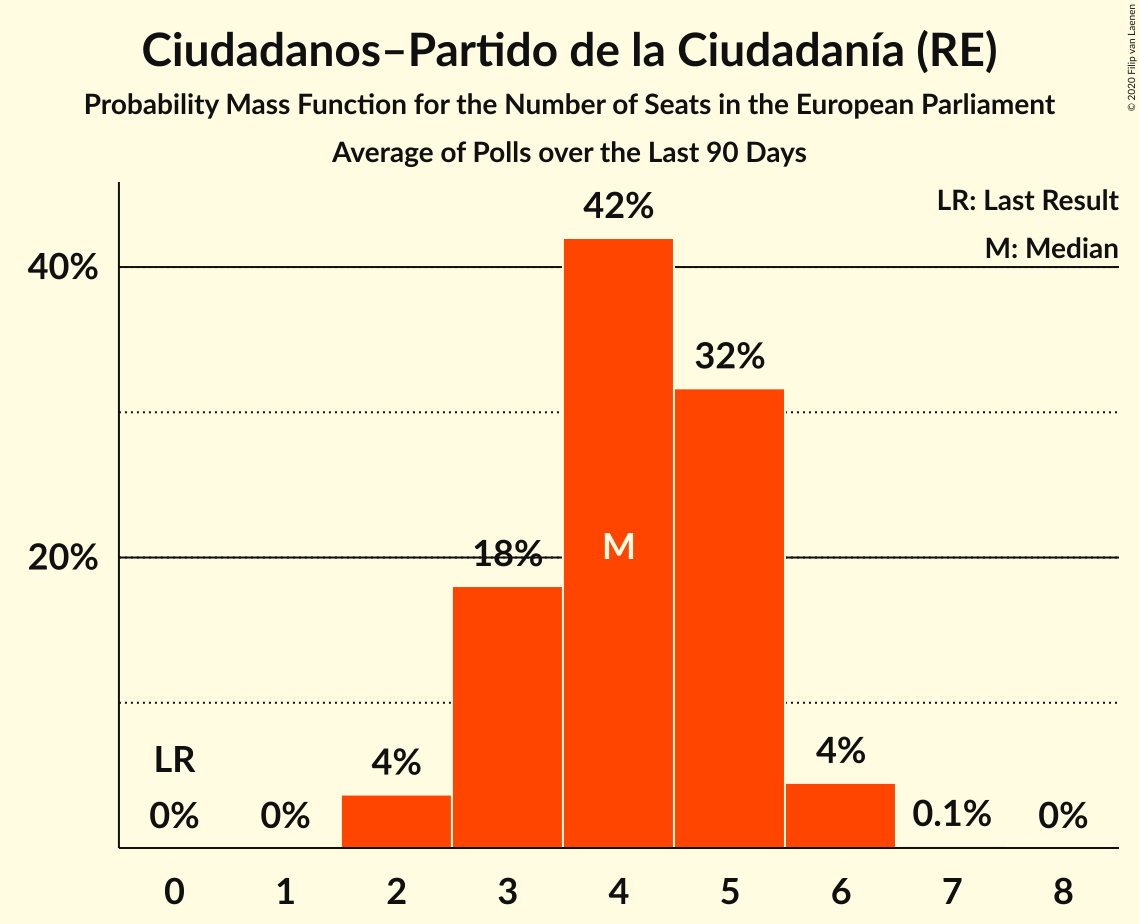 Ciudadanos–Partido de la Ciudadanía (RE)
Probability Mass Function for the Number of Seats in the European Parliament
Average of Polls over the Last 90 Days
© 2020 Filip van Laenen
LR: Last Result
M: Median
42%
40%
32%
20%
18%
M
LR
0%
0%
4%
4%
0.1%
0%
0 1 2 3 4 5 6 7 8